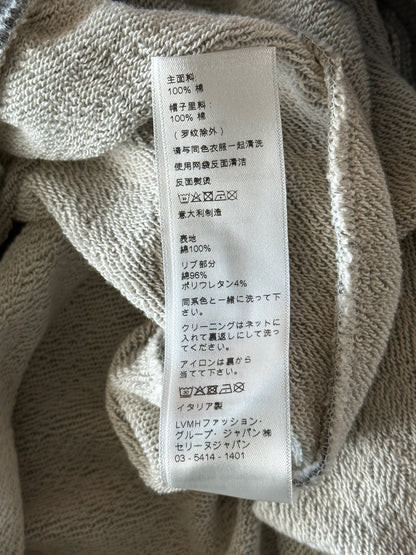 主面料
100% 棉
帽子里料:
100% 棉
(罗纹除外)
请与同色衣服一起清洗
使用网袋反面清洁
反面熨烫
意大利制造
表地
綿100%
リブ部分
綿96%
ポリウレタン4%
同系色と一緒に洗って下
さい。
クリーニングはネットに
入れて裏返しにして洗っ
てください。
アイロンは裏から
当てて下さい。
イタリア製
LVMHファッション・
グループ・ジャパン㈱
セリーヌジャパン
03 - 5414 - 1401